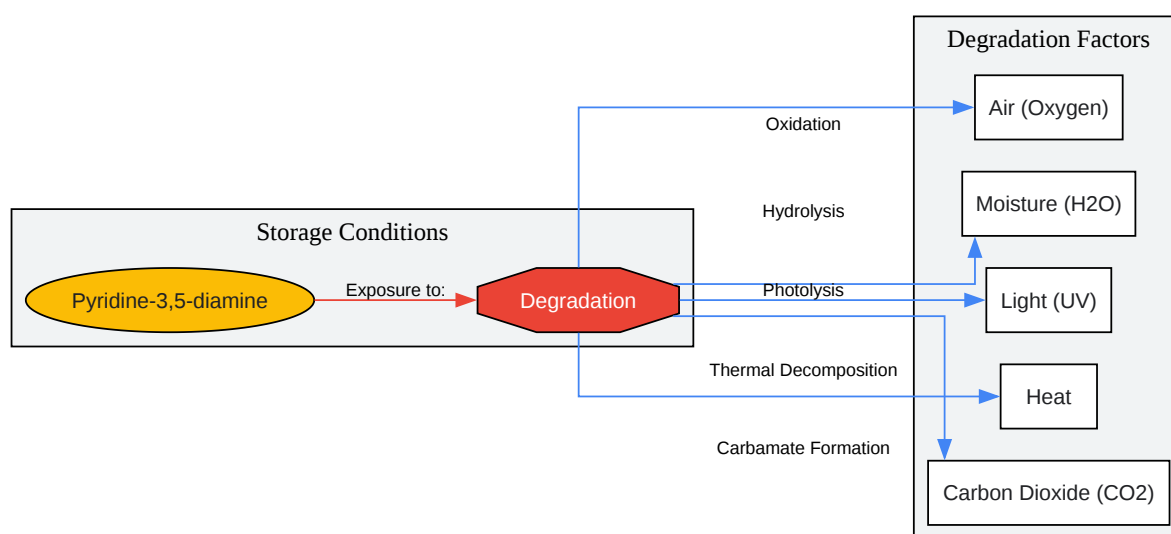 Degradation Factors
Air (Oxygen)
Oxidation
Moisture (H2O)
Hydrolysis
Storage Conditions
Pyridine-3,5-diamine
Exposure to:
Degradation
Photolysis
Light (UV)
Thermal Decomposition
Heat
Carbamate Formation
Carbon Dioxide (CO2)